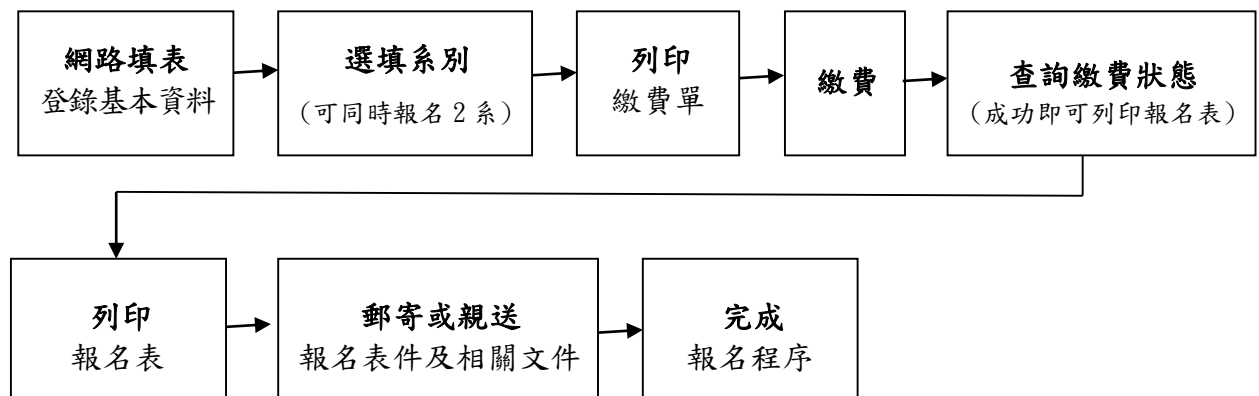 網路填表
登錄基本資料
選填系別
(可同時報名 2 系)
列印
繳費單
繳費
查詢繳費狀態
(成功即可列印報名表)
列印
報名表
郵寄或親送
報名表件及相關文件
完成
報名程序